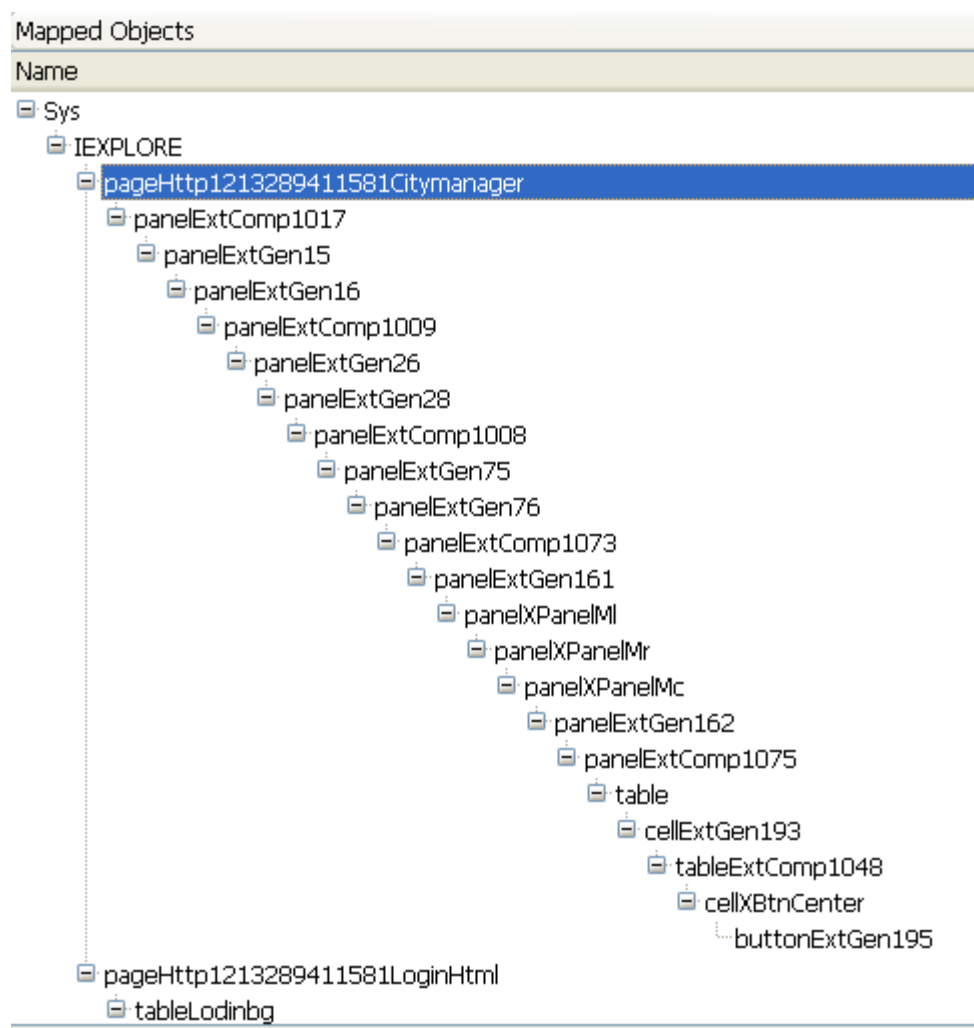 Mapped Objects
Name
Sys
IEXPLORE
pageHttp1213289411581Citymanager
panelExtComp1017
panelExtGen15
panelExtGen16
panelExtComp1009
panelExtGen26
panelExtGen28
panelExtComp1008
panelExtGen75
panelExtGen76
panelExtComp1073
panelExtGen161
panelXPanelMl
panelXPanelMr
panelXPanelMc
panelExtGen162
panelExtComp1075
table
cellExtGen193
tableExtComp1048
cellXBtnCenter
buttonExtGen195
pageHttp1213289411581LoginHtml
tableLodinbg